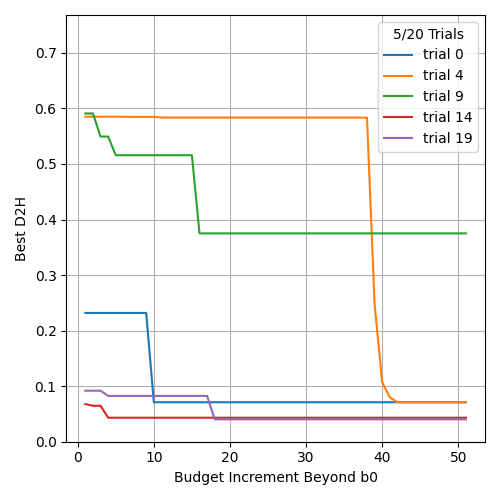 5/20 Trials
trial 0
trial 4
trial 9
trial 14
trial 19
Best D2H
0.7
0.6
0.5
0.4
0.3
0.2
0.1
0.0
0 10 20 30 40 50
Budget Increment Beyond b0